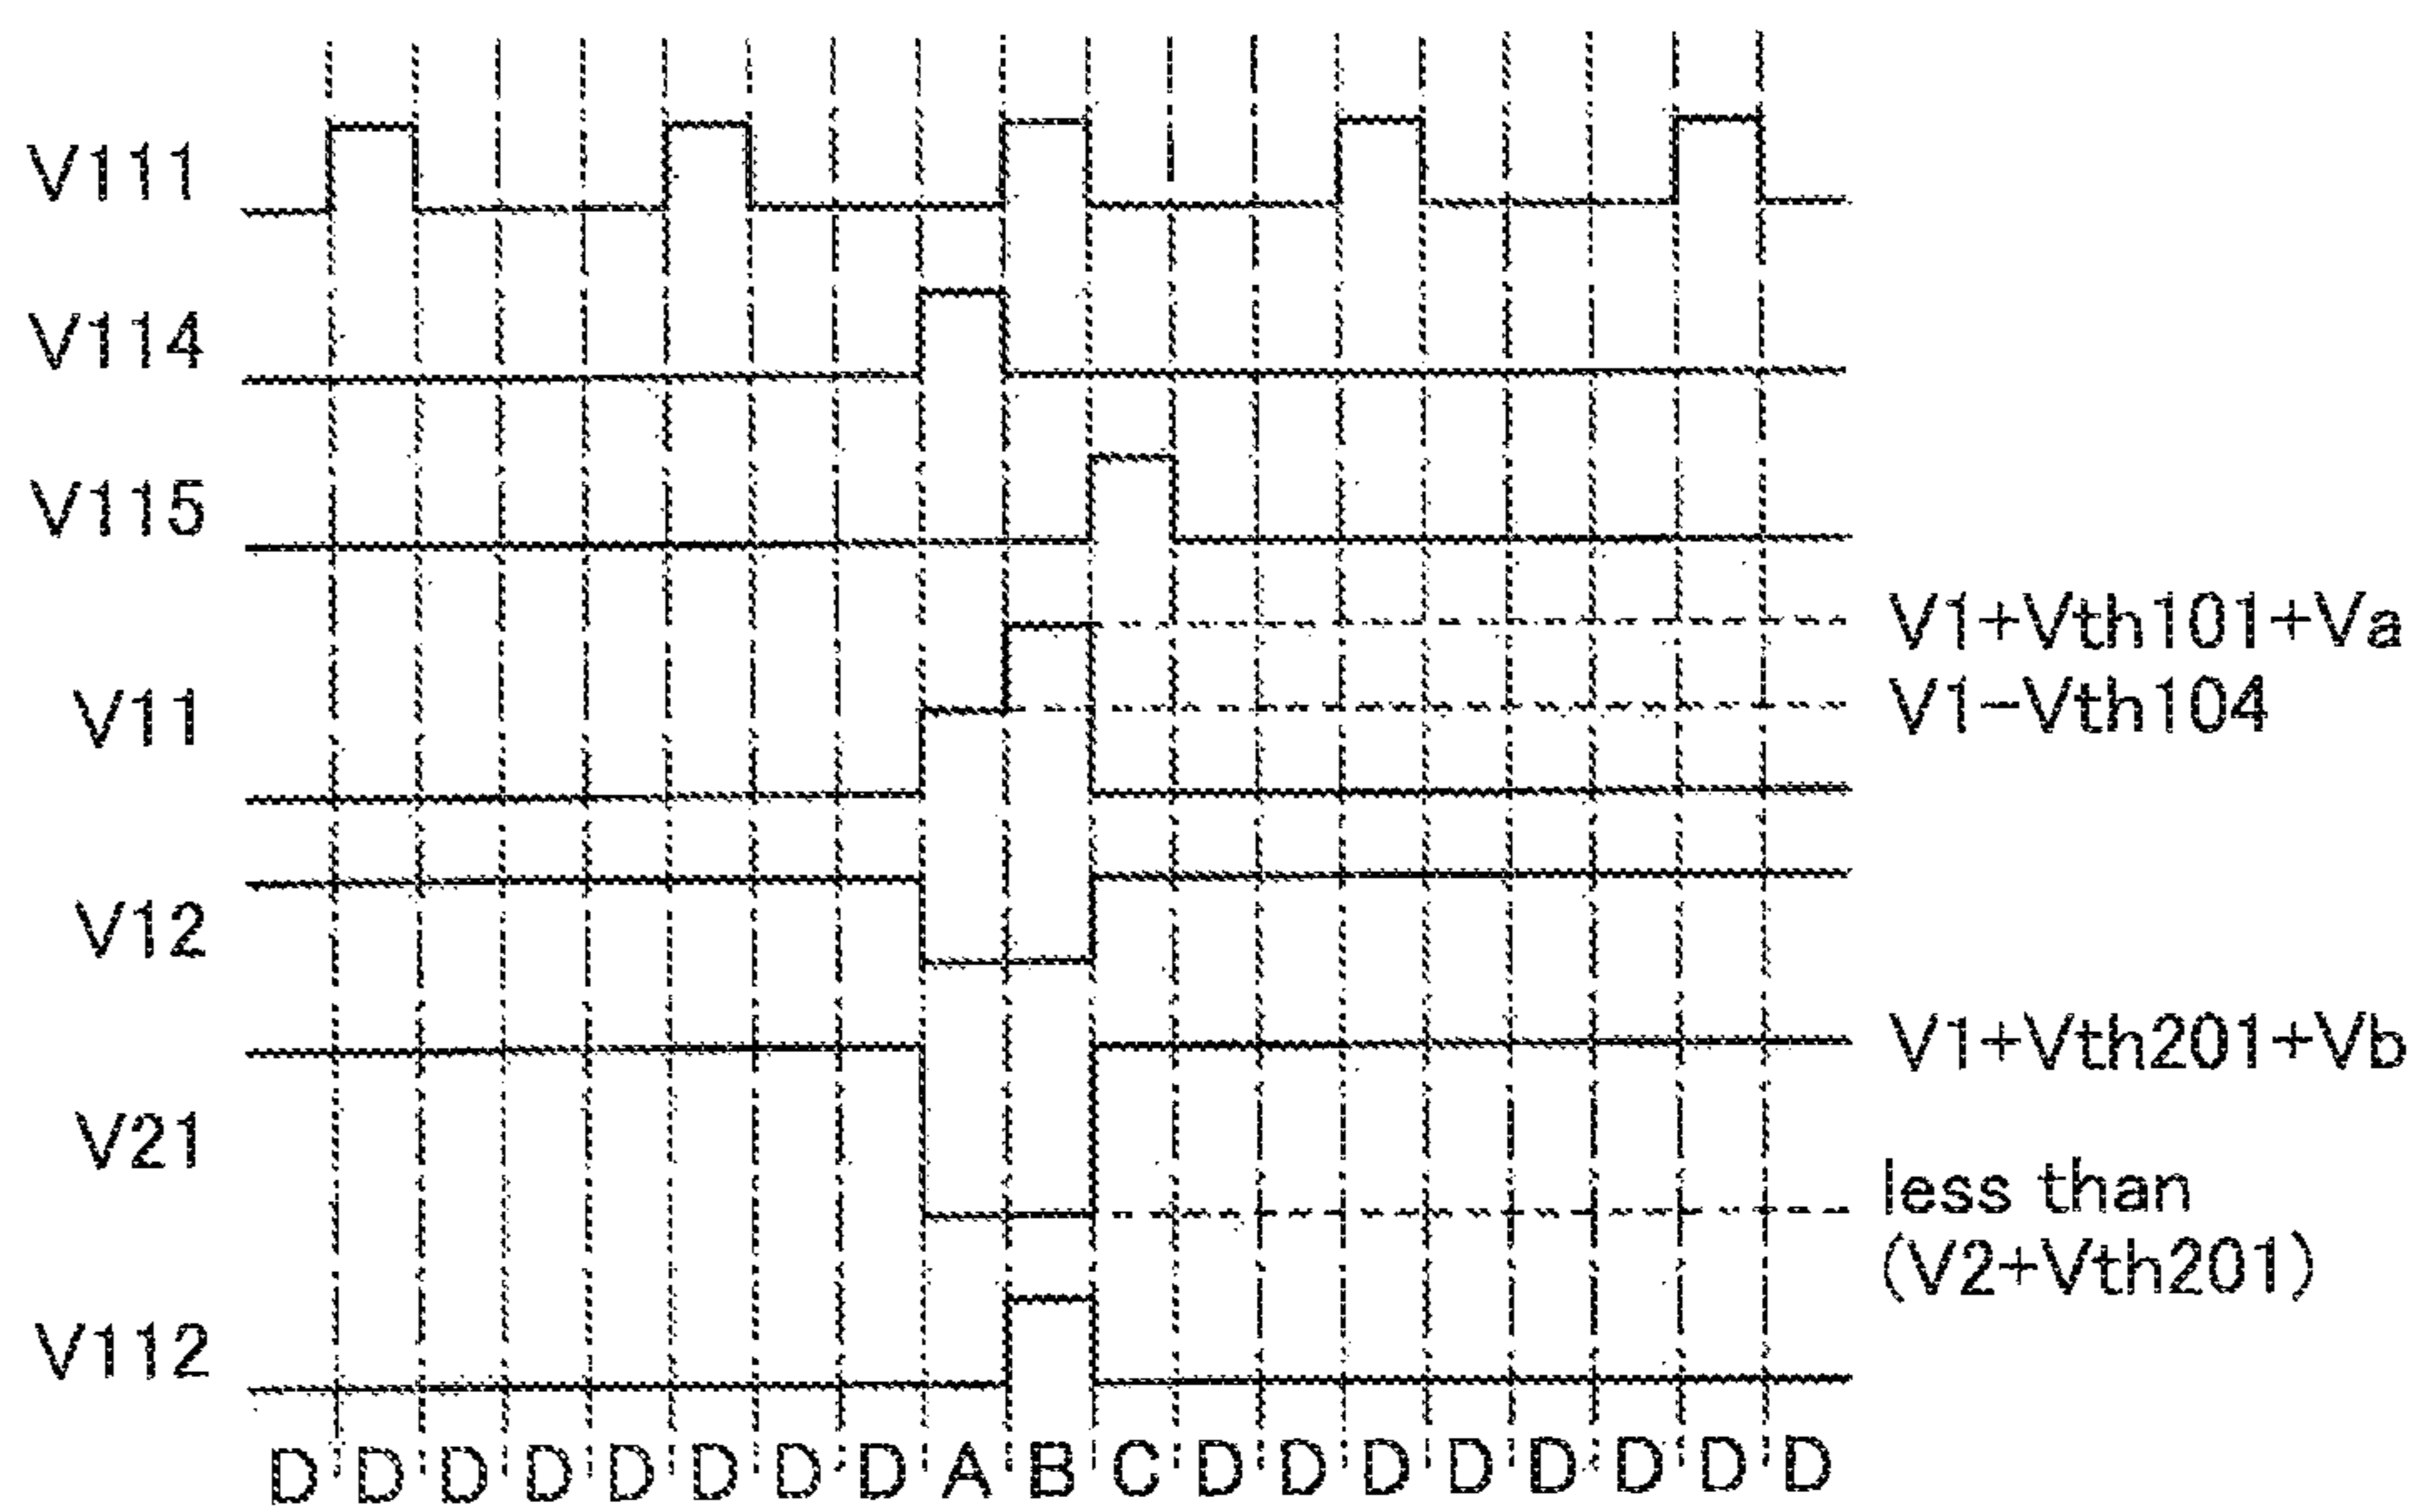 V111
V114
V115
V1+Vth101+Va
V11
V1-Vth104
V12
V1+Vth201+Vb
V21
less than
(V2+Vth201)
V112
D D D D D D D D A B C D D D D D D D D